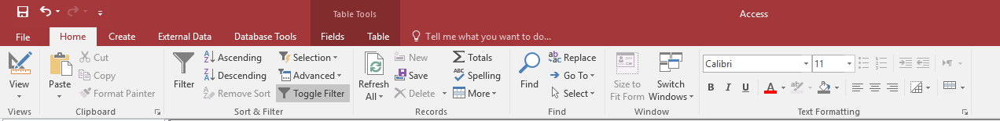 Table Tools
Access
File Home Create External Data Database Tools Fields Table Tell me what you want to do...
View
Views
Paste
Cut
Copy
Format Painter
Clipboard
Filter
Ascending
Descending
Remove Sort
Selection
Advanced
Toggle Filter
Sort & Filter
Refresh
All
New
Save
Delete
Totals
Spelling
More
Records
Find
Replace
Go To
Select
Find
Size to
Fit Form
Switch
Windows
Window
Calibri 11
B I U A
Text Formatting